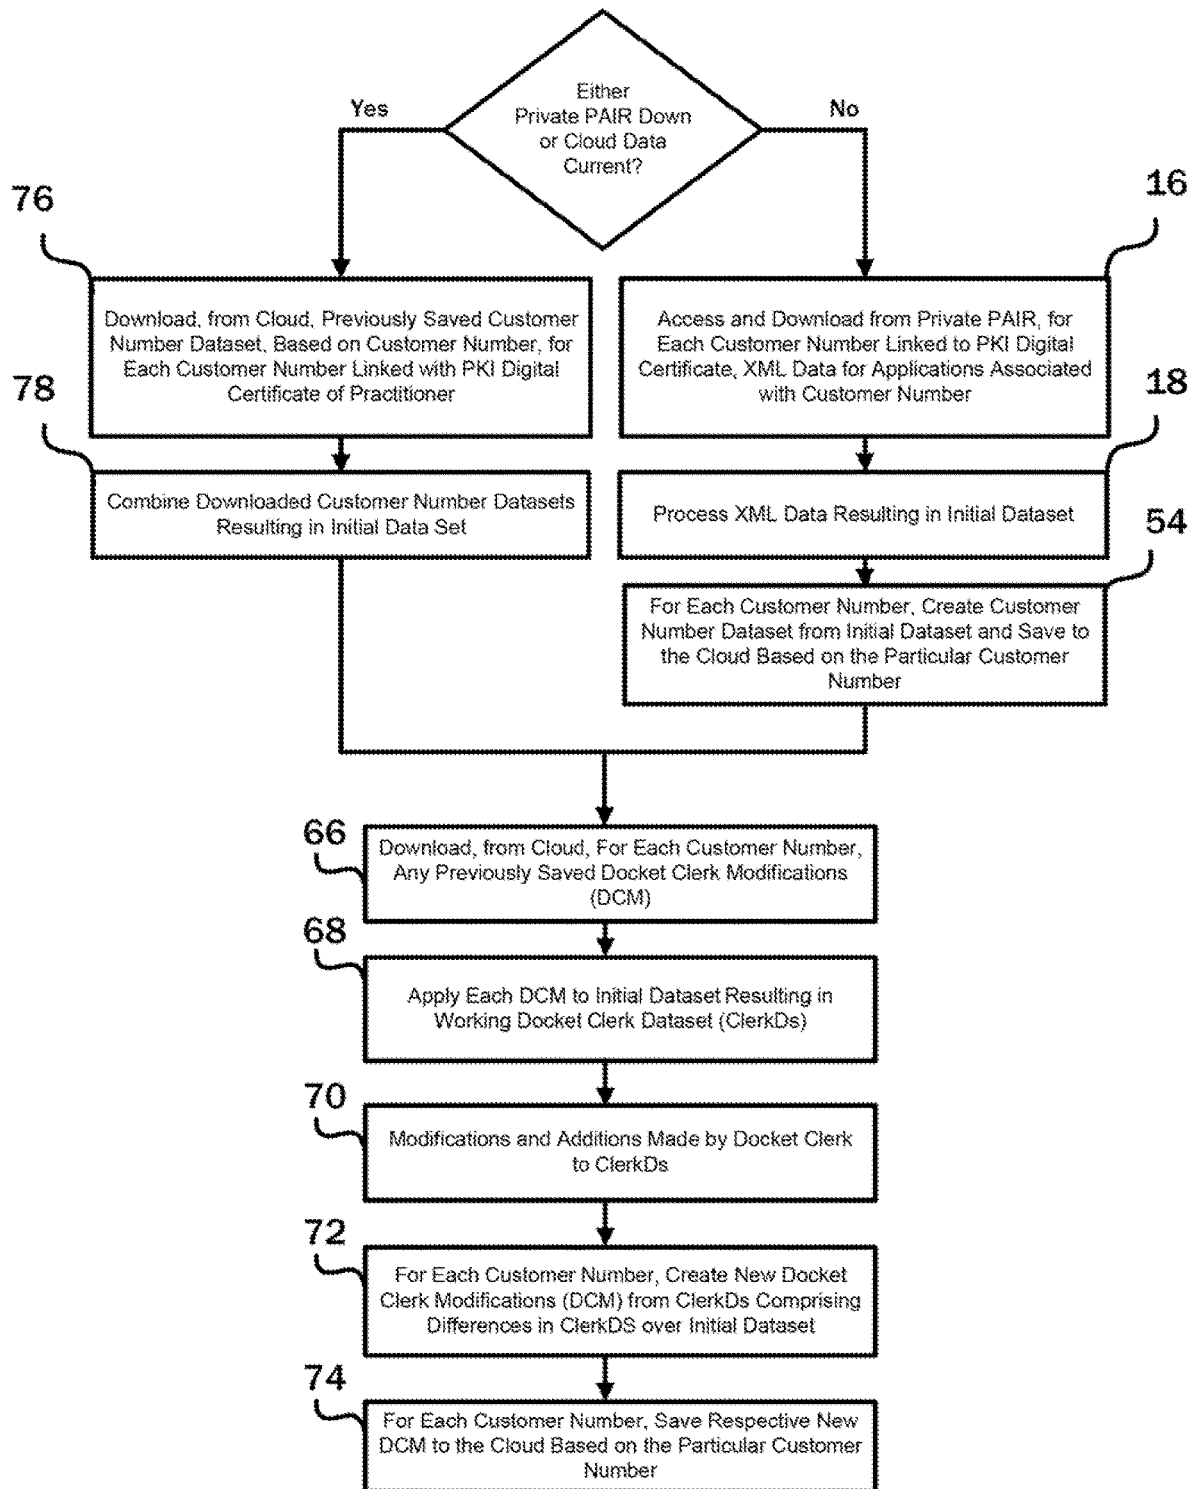 Either
Private PAIR Down
or Cloud Data
Current?
Yes
No
76
16
Download, from Cloud, Previously Saved Customer
Number Dataset, Based on Customer Number, for
Each Customer Number Linked with PKI Digital
Certificate of Practitioner
Access and Download from Private PAIR, for
Each Customer Number Linked to PKI Digital
Certificate, XML Data for Applications Associated
with Customer Number
78
18
Combine Downloaded Customer Number Datasets
Resulting in Initial Data Set
Process XML Data Resulting in Initial Dataset
54
For Each Customer Number, Create Customer
Number Dataset from Initial Dataset and Save to
the Cloud Based on the Particular Customer
Number
66
Download, from Cloud, For Each Customer Number,
Any Previously Saved Docket Clerk Modifications
(DCM)
68
Apply Each DCM to Initial Dataset Resulting in
Working Docket Clerk Dataset (ClerkDs)
70
Modifications and Additions Made by Docket Clerk
to ClerkDs
72
For Each Customer Number, Create New Docket
Clerk Modifications (DCM) from ClerkDs Comprising
Differences in ClerkDS over Initial Dataset
74
For Each Customer Number, Save Respective New
DCM to the Cloud Based on the Particular Customer
Number